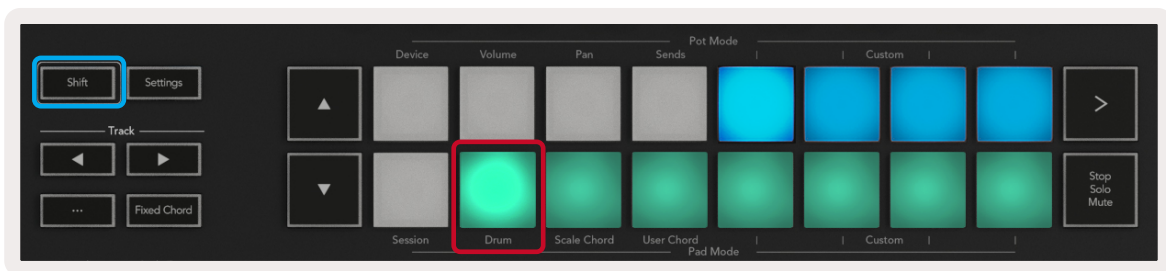 Pot Mode
Device Volume Pan Sends Custom
Shift Settings
Track
...
Fixed Chord
Stop
Solo
Mute
Session Drum Scale Chord User Chord Custom
Pad Mode